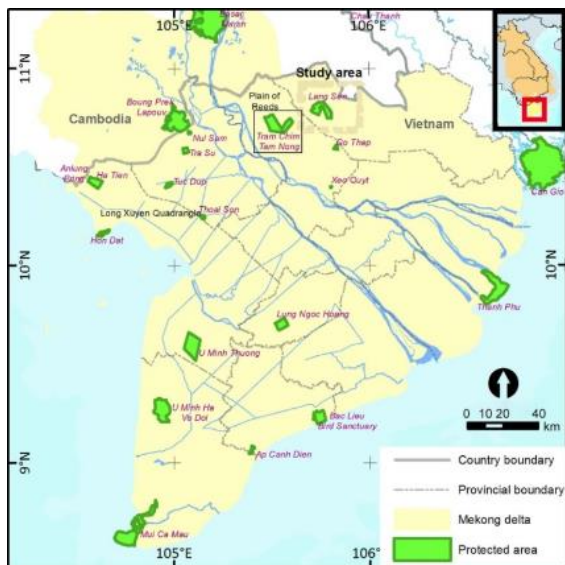 105°E
106°E
Chau Thanh
11°N
Study area
Boung Prek
Lapouv
Plain of
Reeds
Lang Sen
Cambodia
Vietnam
Nui Sam
Tram Chim
Tam Nong
Go Thap
Tra Su
Anlung
Pring
Ha Tien
Tuc Dup
Xeo Quyt
Can Gio
Long Xuyen Quadrangle
Thoai Son
Hon Dat
10°N
10°N
Thanh Phu
Lung Ngoc Hoang
U Minh Thuong
U Minh Ha
Vo Doi
Bac Lieu
Bird Sanctuary
0 10 20 40
km
9°N
Ap Canh Dien
Country boundary
Provincial boundary
Mekong delta
Mui Ca Mau
Protected area
105°E
106°E